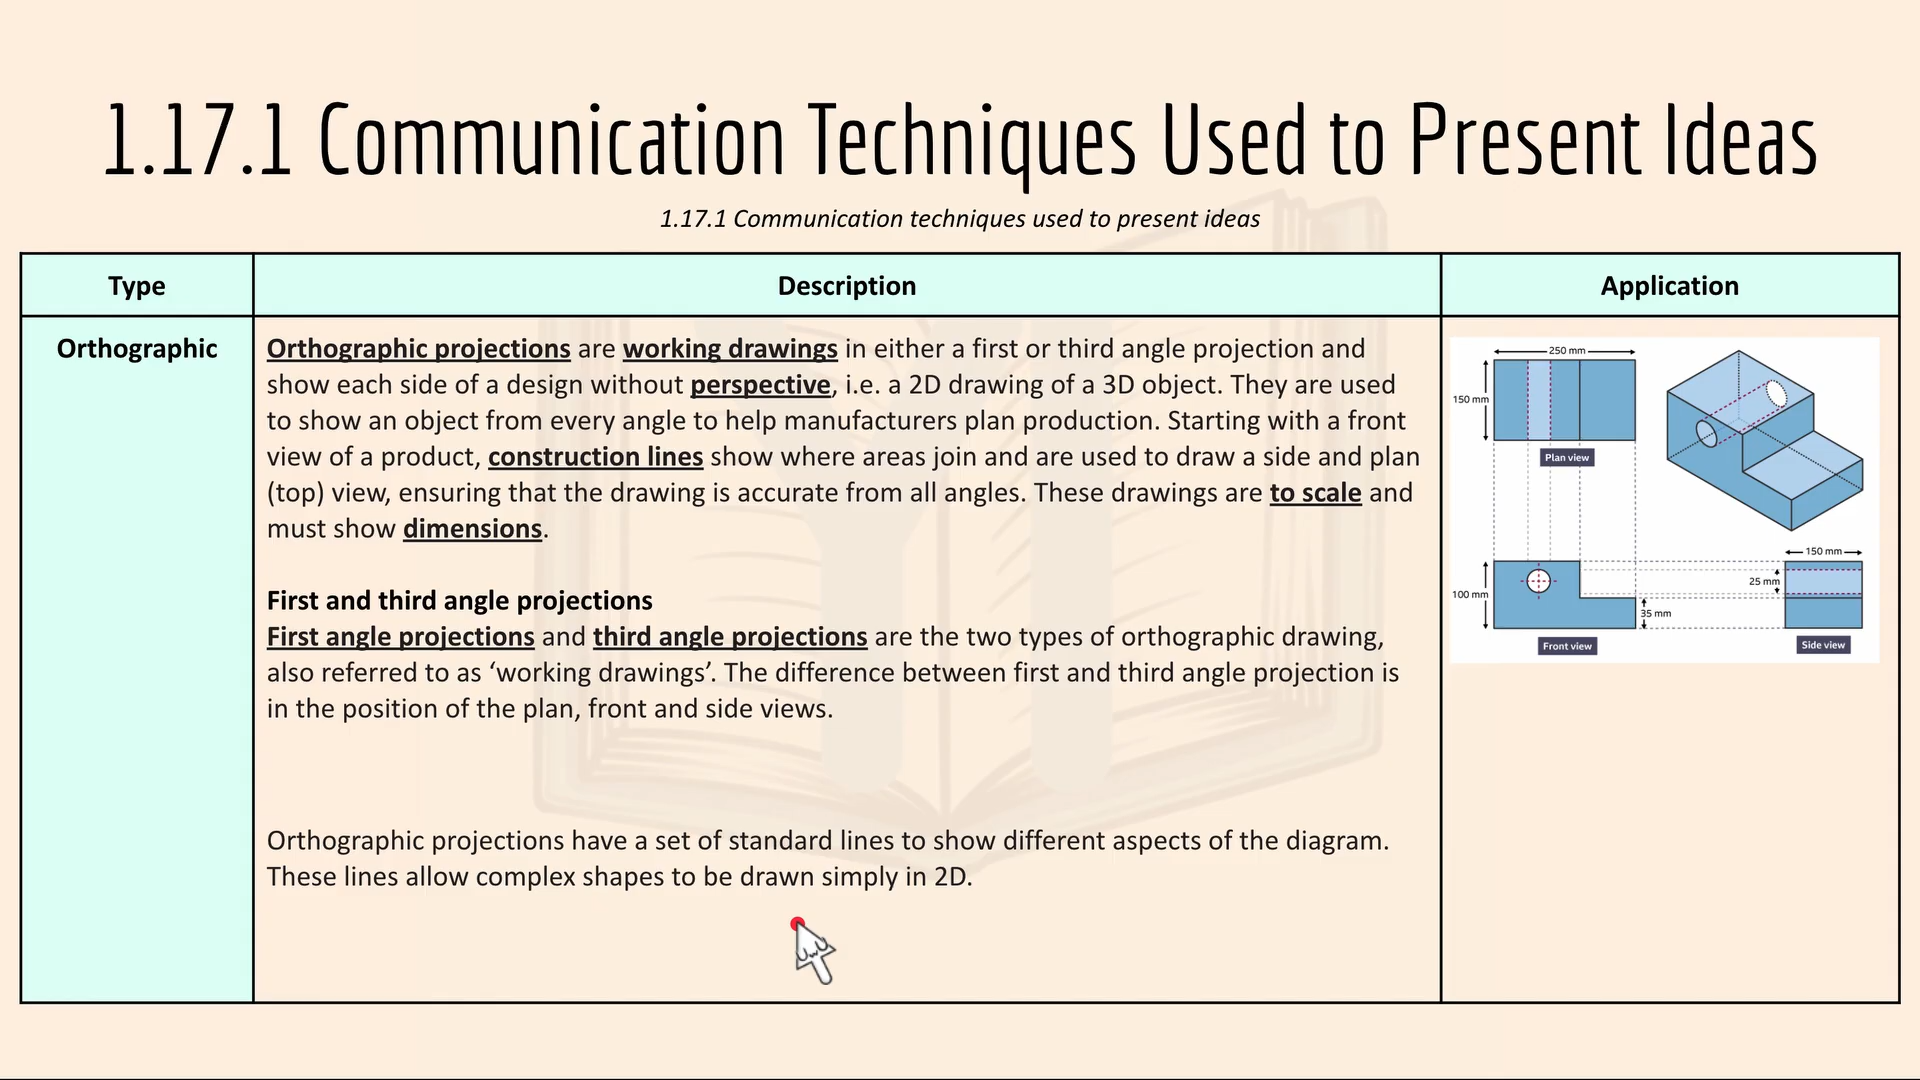 1.17.1 Communication Techniques Used to Present Ideas
1.17.1 Communication techniques used to present ideas
Type
Description
Application
Orthographic
Orthographic projections are working drawings in either a first or third angle projection and
show each side of a design without perspective, i.e. a 2D drawing of a 3D object. They are used
to show an object from every angle to help manufacturers plan production. Starting with a front
view of a product, construction lines show where areas join and are used to draw a side and plan
(top) view, ensuring that the drawing is accurate from all angles. These drawings are to scale and
must show dimensions.
First and third angle projections
First angle projections and third angle projections are the two types of orthographic drawing,
also referred to as ‘working drawings’. The difference between first and third angle projection is
in the position of the plan, front and side views.
Orthographic projections have a set of standard lines to show different aspects of the diagram.
These lines allow complex shapes to be drawn simply in 2D.
250 mm
150 mm
Plan view
150 mm
25 mm
100 mm
35 mm
Front view
Side view